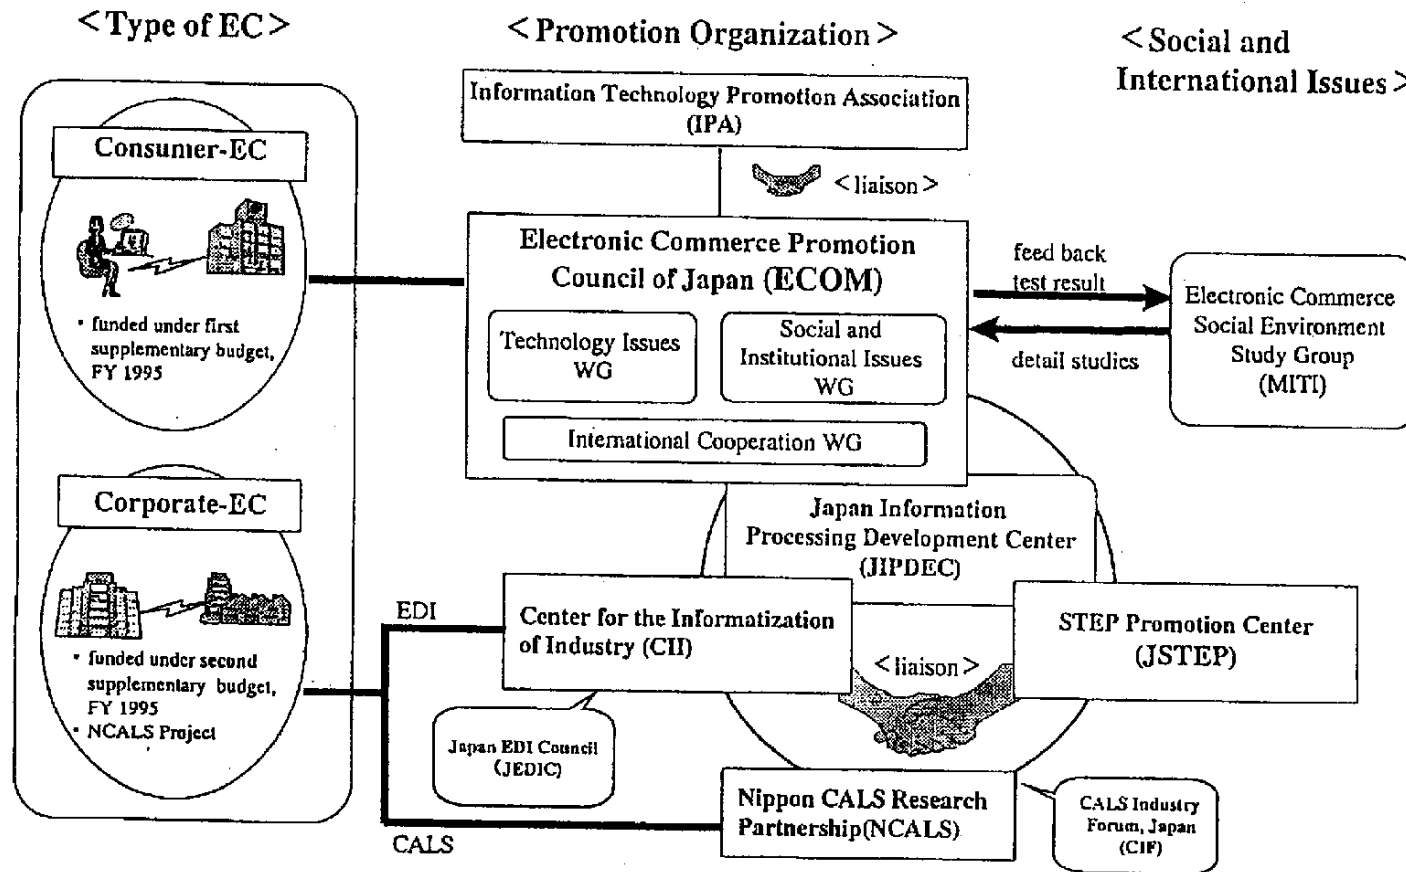 <Type of EC>
<Promotion Organization>
<Social and
International Issues>
Information Technology Promotion Association
(IPA)
<liaison>
Consumer-EC
• funded under first
supplementary budget,
FY 1995
Electronic Commerce Promotion
Council of Japan (ECOM)
Technology Issues
WG
Social and
Institutional Issues
WG
International Cooperation WG
feed back
test result
detail studies
Electronic Commerce
Social Environment
Study Group
(MITI)
Corporate-EC
• funded under second
supplementary budget,
FY 1995
• NCALS Project
Japan Information
Processing Development Center
(JIPDEC)
EDI
Center for the Informatization
of Industry (CII)
STEP Promotion Center
(JSTEP)
<liaison>
Japan EDI Council
(JEDIC)
CALS
Nippon CALS Research
Partnership(NCALS)
CALS Industry
Forum, Japan
(CIF)